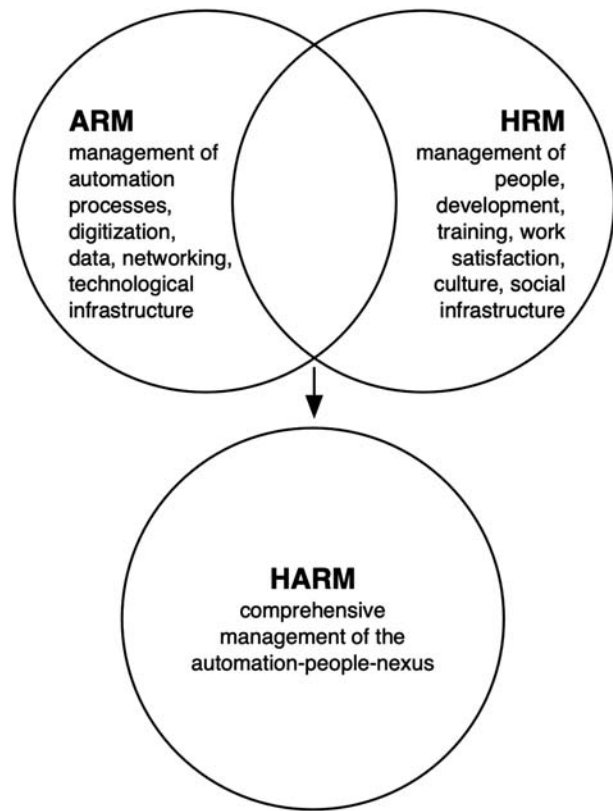 ARM
management of
automation
processes,
digitization,
data, networking,
technological
infrastructure
HRM
management of
people,
development,
training, work
satisfaction,
culture, social
infrastructure
HARM
comprehensive
management of the
automation-people-nexus